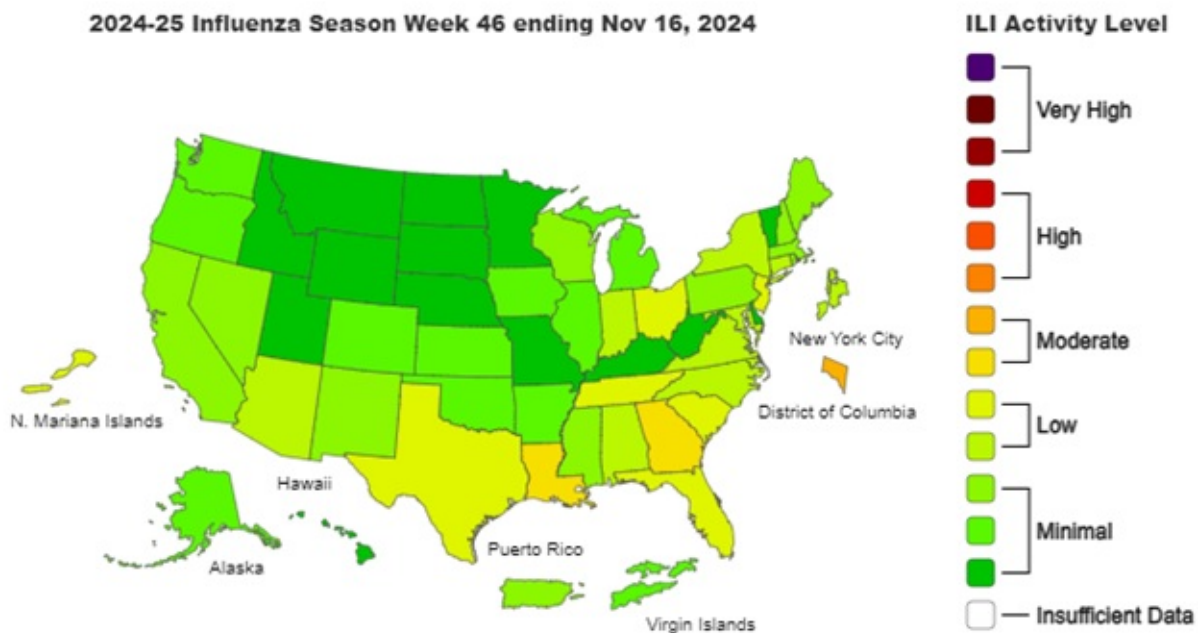 2024-25 Influenza Season Week 46 ending Nov 16, 2024
ILI Activity Level
Very High
High
Moderate
Low
Minimal
Insufficient Data
New York City
District of Columbia
N. Mariana Islands
Hawaii
Alaska
Puerto Rico
Virgin Islands